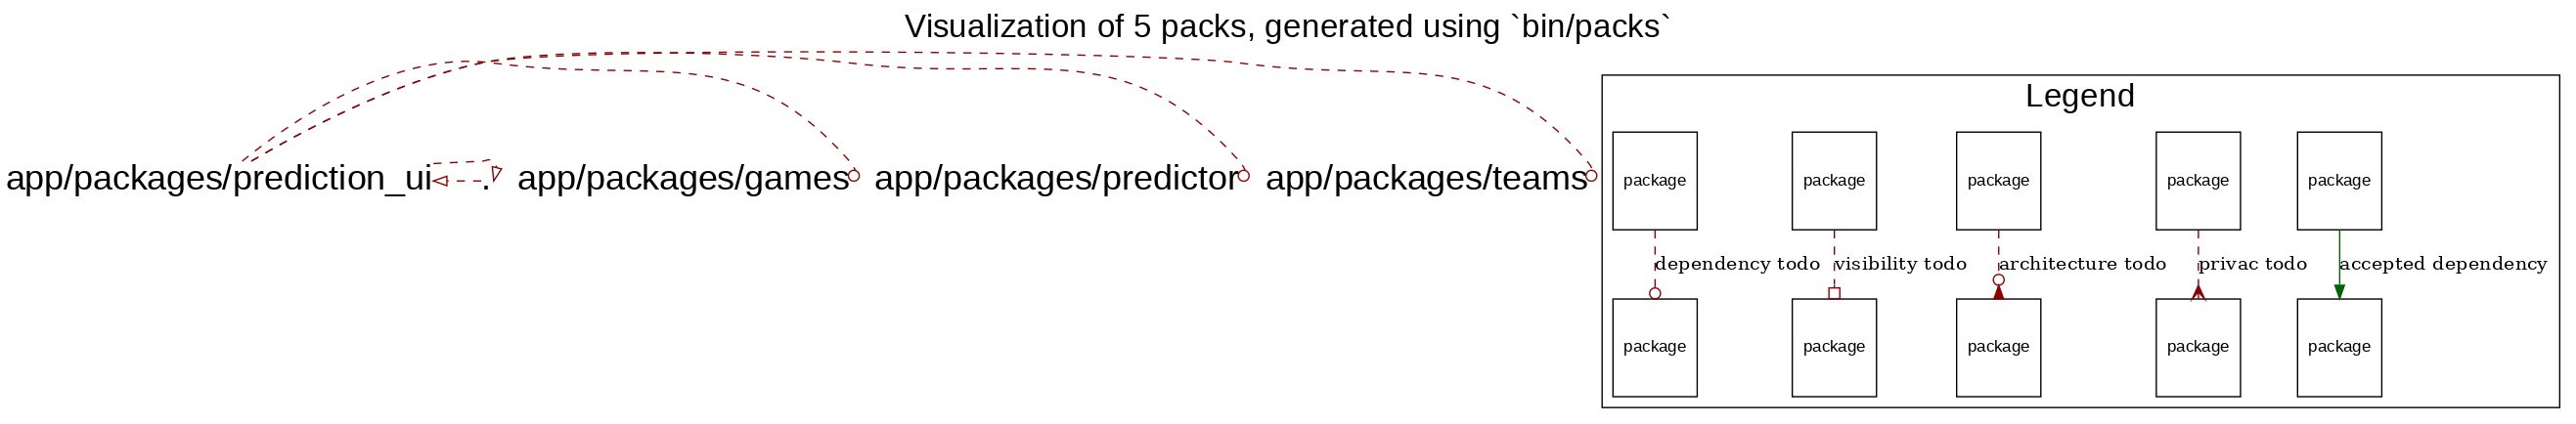 Visualization of 5 packs, generated using `bin/packs`
app/packages/prediction_ui
.
app/packages/games
app/packages/predictor
app/packages/teams
Legend
package
package
package
package
package
dependency todo
visibility todo
architecture todo
privac todo
accepted dependency
package
package
package
package
package